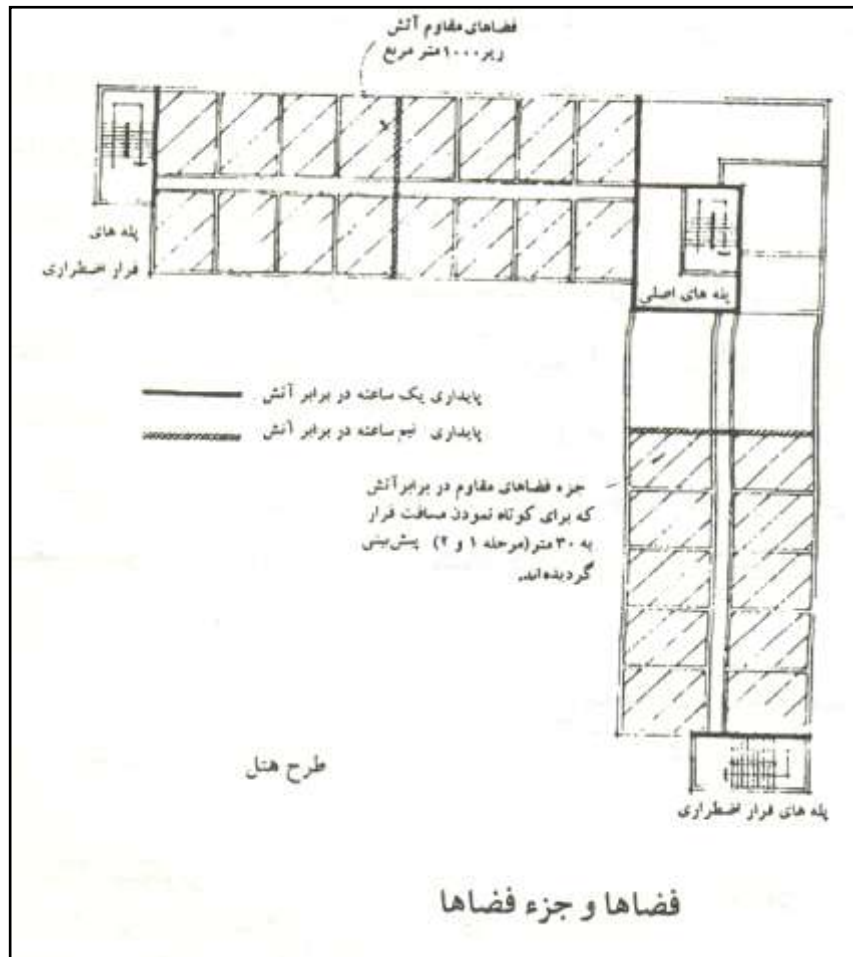 فضاهای مقاوم آتش
زیر ۱۰۰۰ متر مربع
پله های
فرار اضطراری
پله های اصلی
پایداری یک ساعته در برابر آتش
پایداری نیم ساعته در برابر آتش
جزء فضاهای مقاوم در برابر آتش
که برای کوتاه نمودن مسافت فرار
به ۳۰ متر (مرحله ۱ و ۲) پیش‌بینی
گردیده‌اند.
طرح هتل
پله های فرار اضطراری
فضاها و جزء فضاها